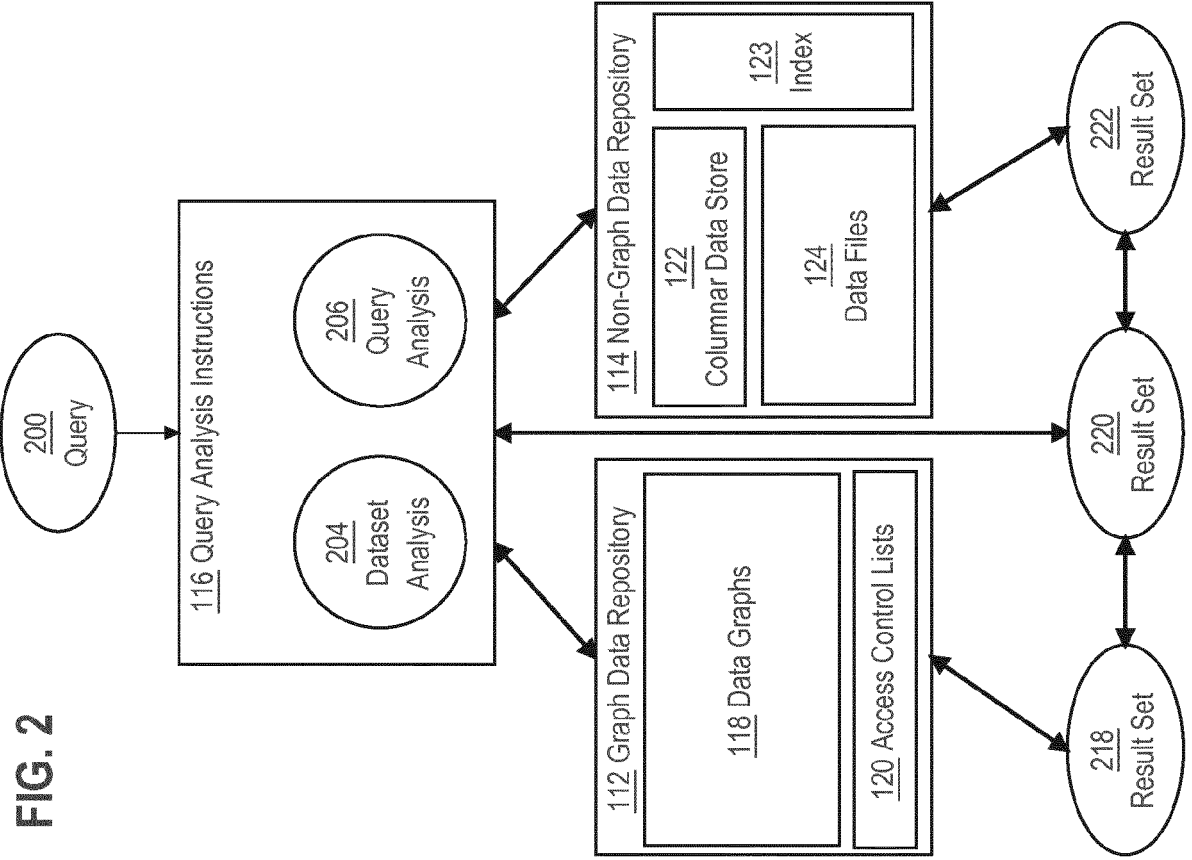 FIG. 2
200
Query
116 Query Analysis Instructions
204
Dataset
Analysis
206
Query
Analysis
112 Graph Data Repository
118 Data Graphs
120 Access Control Lists
114 Non-Graph Data Repository
122
Columnar Data Store
123
Index
124
Data Files
218
Result Set
220
Result Set
222
Result Set